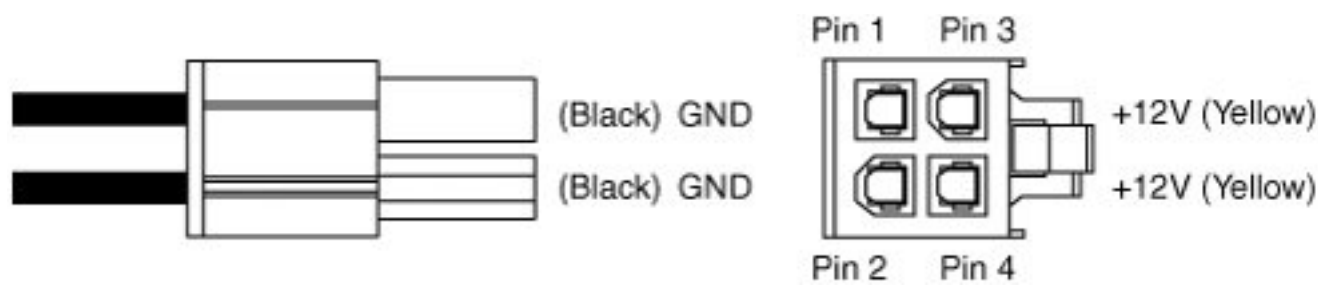 Pin 1 Pin 3
(Black) GND
+12V (Yellow)
(Black) GND
+12V (Yellow)
Pin 2 Pin 4